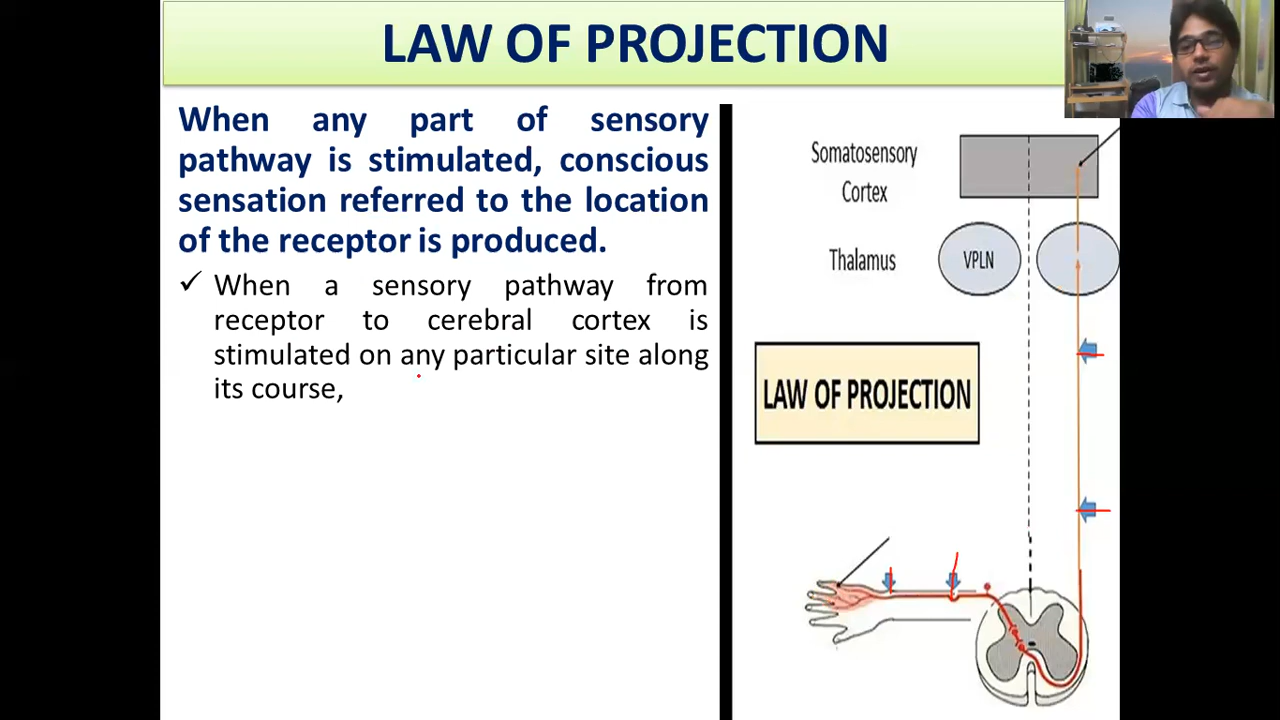 LAW OF PROJECTION
When any part of sensory
pathway is stimulated, conscious
sensation referred to the location
of the receptor is produced.
✓ When a sensory pathway from
receptor to cerebral cortex is
stimulated on any particular site along
its course,
Somatosensory
Cortex
Thalamus
VPLN
LAW OF PROJECTION